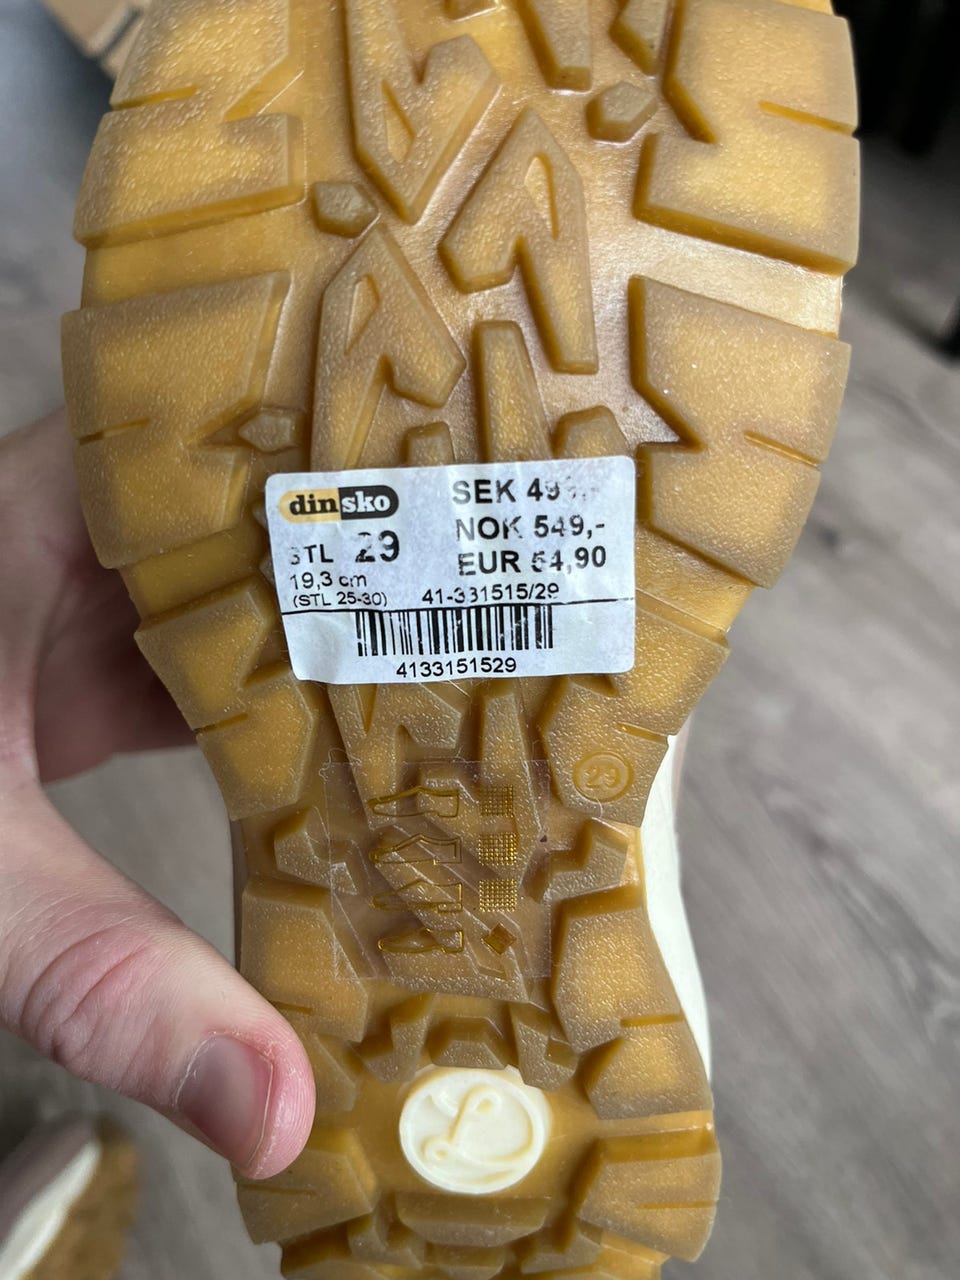 dinsko
SEK 499,-
NOK 549,-
STL 29
EUR 54,90
19,3 cm
(STL 25-30)
41-331515/29
4133151529
29